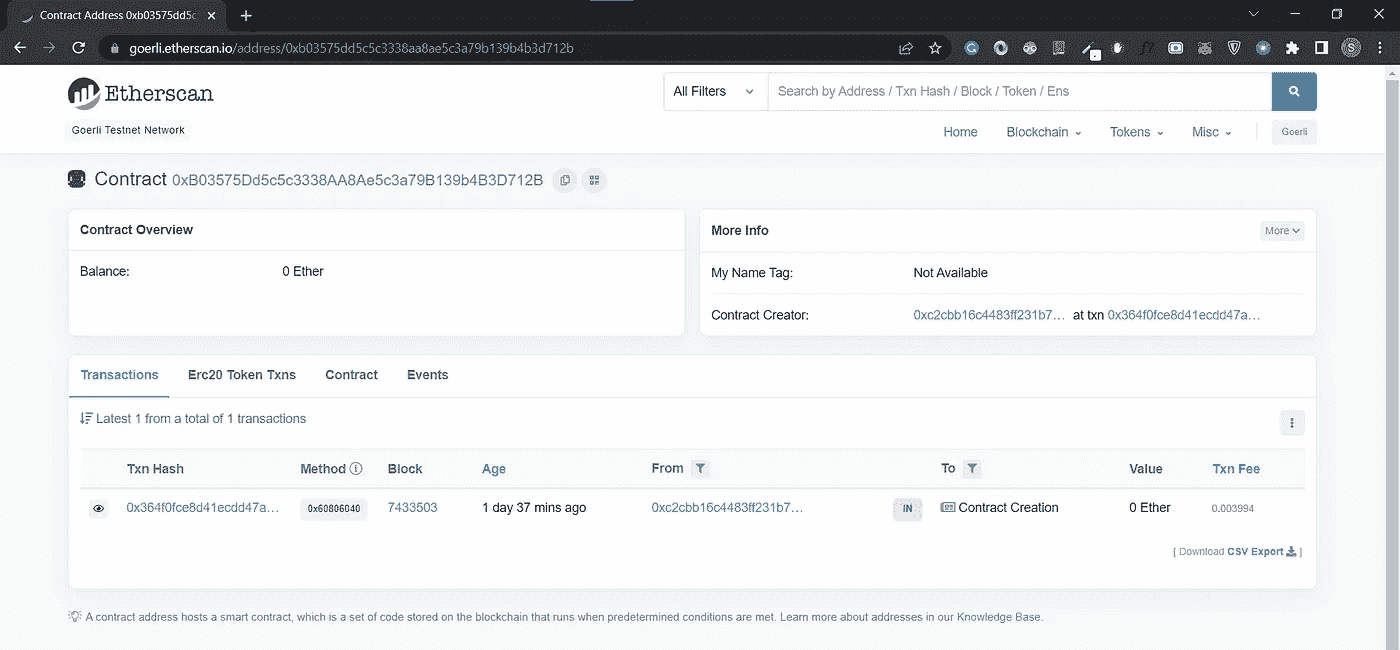 Contract Address 0xb03575dd5c
goerli.etherscan.io/address/0xb03575dd5c5c3338aa8ae5c3a79b139b4b3d712b
S
Etherscan
All Filters
Search by Address / Txn Hash / Block / Token / Ens
Goerli Testnet Network
Home Blockchain Tokens Misc Goerli
Contract 0xB03575Dd5c5c3338AA8Ae5c3a79B139b4B3D712B
Contract Overview
Balance: 0 Ether
More Info More
My Name Tag: Not Available
Contract Creator: 0xc2cbb16c4483ff231b7... at txn 0x364f0fce8d41ecdd47a...
Transactions Erc20 Token Txns Contract Events
Latest 1 from a total of 1 transactions
Txn Hash Method Block Age From To Value Txn Fee
0x364f0fce8d41ecdd47a... 0x60806040 7433503 1 day 37 mins ago 0xc2cbb16c4483ff231b7... IN Contract Creation 0 Ether 0.003994
[ Download CSV Export ]
A contract address hosts a smart contract, which is a set of code stored on the blockchain that runs when predetermined conditions are met. Learn more about addresses in our Knowledge Base.